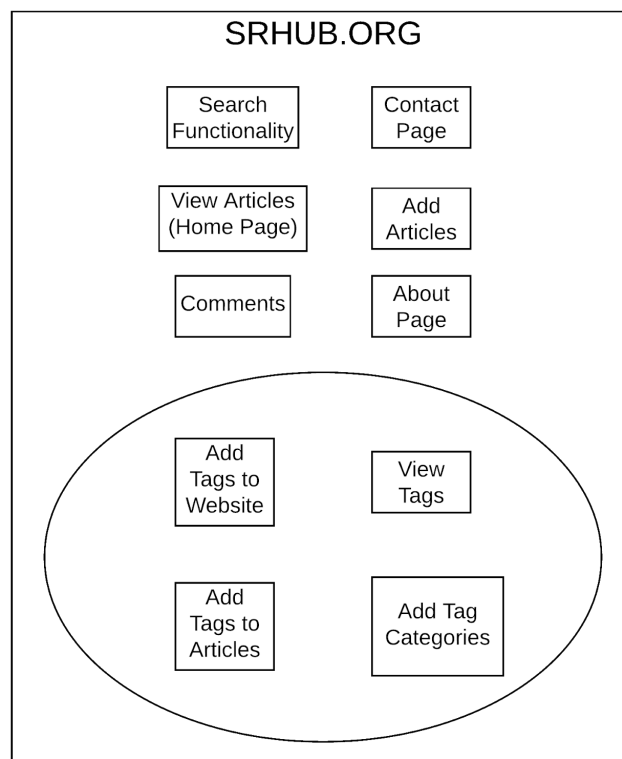 SRHUB.ORG
Search
Functionality
Contact
Page
View Articles
(Home Page)
Add
Articles
Comments
About
Page
Add
Tags to
Website
View
Tags
Add
Tags to
Articles
Add Tag
Categories